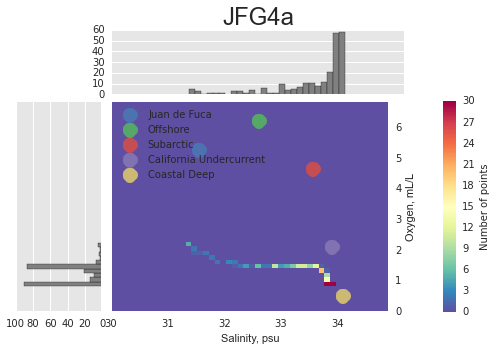 JFG4a
60
50
40
30
20
10
0
Juan de Fuca
Offshore
Subarctic
California Undercurrent
Coastal Deep
6
5
4
3
2
1
0
Oxygen, mL/L
30
27
24
21
18
15
12
9
6
3
0
Number of points
100 80 60 40 20 0
30 31 32 33 34
Salinity, psu